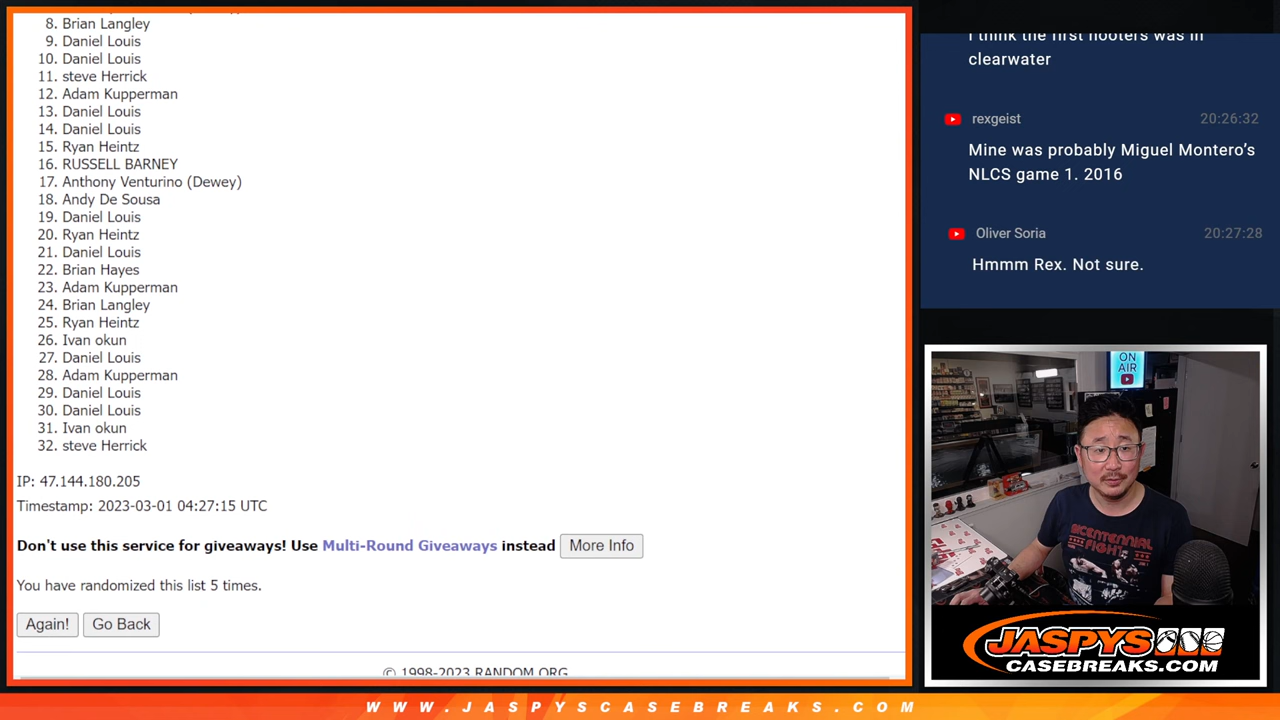 8. Brian Langley
9. Daniel Louis
10. Daniel Louis
11. steve Herrick
12. Adam Kupperman
13. Daniel Louis
14. Daniel Louis
15. Ryan Heintz
16. RUSSELL BARNEY
17. Anthony Venturino (Dewey)
18. Andy De Sousa
19. Daniel Louis
20. Ryan Heintz
21. Daniel Louis
22. Brian Hayes
23. Adam Kupperman
24. Brian Langley
25. Ryan Heintz
26. Ivan okun
27. Daniel Louis
28. Adam Kupperman
29. Daniel Louis
30. Daniel Louis
31. Ivan okun
32. steve Herrick
IP: 47.144.180.205
Timestamp: 2023-03-01 04:27:15 UTC
Don't use this service for giveaways! Use Multi-Round Giveaways instead More Info
You have randomized this list 5 times.
Again! Go Back
© 1998-2023 RANDOM.ORG
I think the first hooters was in
clearwater
rexgeist 20:26:32
Mine was probably Miguel Montero's
NLCS game 1. 2016
Oliver Soria 20:27:28
Hmmm Rex. Not sure.
ON
AIR
BICENTENNIAL
FIGHT
JASPYS
CASEBREAKS.COM
WWW.JASPYSCASEBREAKS.COM